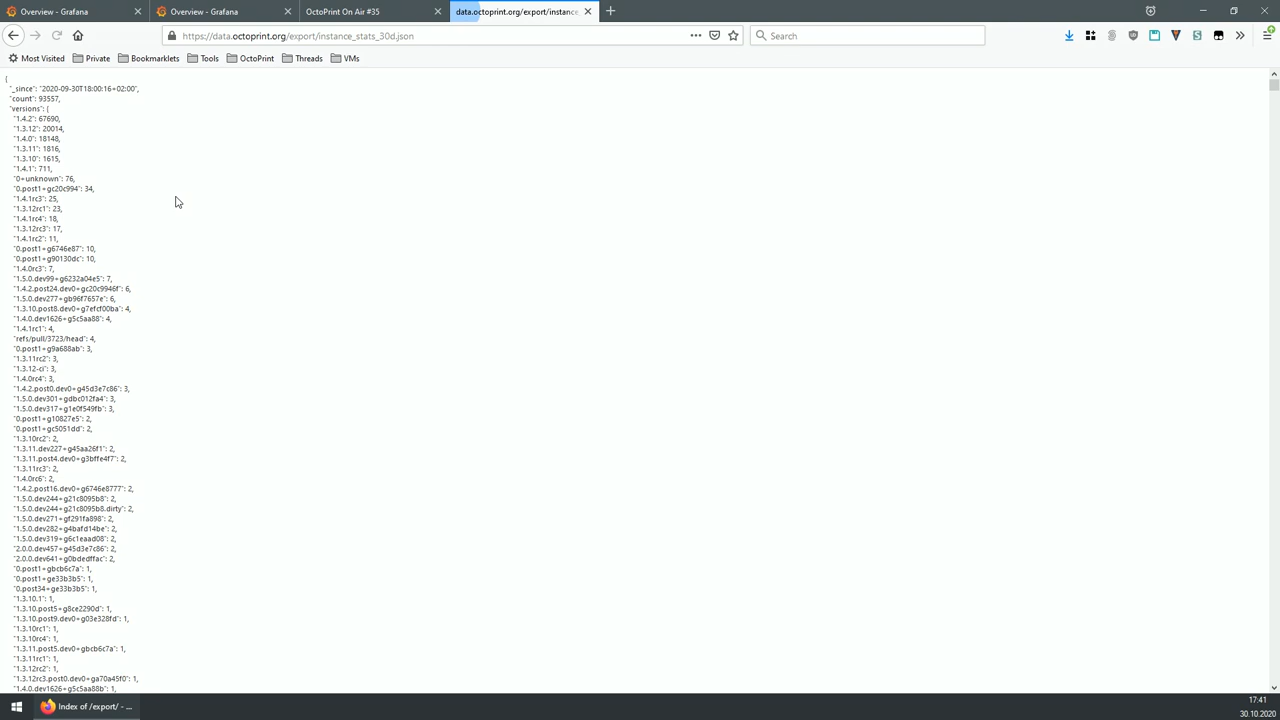 Overview - Grafana
Overview - Grafana
OctoPrint On Air #35
data.octoprint.org/export/instance
https://data.octoprint.org/export/instance_stats_30d.json
Search
Most Visited
Private
Bookmarklets
Tools
OctoPrint
Threads
VMs
{
"_since": "2020-09-30T18:00:16+02:00",
"count": 93557,
"versions": {
"1.4.2": 67690,
"1.3.12": 20014,
"1.4.0": 18148,
"1.3.11": 1816,
"1.3.10": 1615,
"1.4.1": 711,
"0+unknown": 76,
"0.post1+gc20c994": 34,
"1.4.1rc3": 25,
"1.3.12rc1": 23,
"1.4.1rc4": 18,
"1.3.12rc3": 17,
"1.4.1rc2": 11,
"0.post1+g6746e87": 10,
"0.post1+g90130dc": 10,
"1.4.0rc3": 7,
"1.5.0.dev99+g6232a04e5": 7,
"1.4.2.post24.dev0+gc20c9946f": 6,
"1.5.0.dev277+gb96f7657e": 6,
"1.3.10.post8.dev0+g7efcf00ba": 4,
"1.4.0.dev1626+g5c5aa88": 4,
"1.4.1rc1": 4,
"refs/pull/3723/head": 4,
"0.post1+g9a688ab": 3,
"1.3.11rc2": 3,
"1.3.12-ci": 3,
"1.4.0rc4": 3,
"1.4.2.post0.dev0+g45d3e7c86": 3,
"1.5.0.dev301+gdbc012fa4": 3,
"1.5.0.dev317+g1e0f549fb": 3,
"0.post1+g10827e5": 2,
"0.post1+gc5051dd": 2,
"1.3.10rc2": 2,
"1.3.11.dev227+g45aa26f1": 2,
"1.3.11.post4.dev0+g3bffe4f7": 2,
"1.3.11rc3": 2,
"1.4.0rc6": 2,
"1.4.2.post16.dev0+g6746e8777": 2,
"1.5.0.dev244+g21c8095b8": 2,
"1.5.0.dev244+g21c8095b8.dirty": 2,
"1.5.0.dev271+gf291fa898": 2,
"1.5.0.dev282+g4bafd14be": 2,
"1.5.0.dev319+g6c1eaad08": 2,
"2.0.0.dev457+g45d3e7c86": 2,
"2.0.0.dev641+g0bdedffac": 2,
"0.post1+gbcb6c7a": 1,
"0.post1+ge33b3b5": 1,
"0.post34+ge33b3b5": 1,
"1.3.10.1": 1,
"1.3.10.post5+g8ce2290d": 1,
"1.3.10.post9.dev0+g03e328fd": 1,
"1.3.10rc1": 1,
"1.3.10rc4": 1,
"1.3.11.post5.dev0+gbcb6c7a": 1,
"1.3.11rc1": 1,
"1.3.12rc2": 1,
"1.3.12rc3.post0.dev0+ga70a45f0": 1,
"1.4.0.dev1626+g5c5aa88b": 1,
Index of /export/ - ...
17:41
30.10.2020